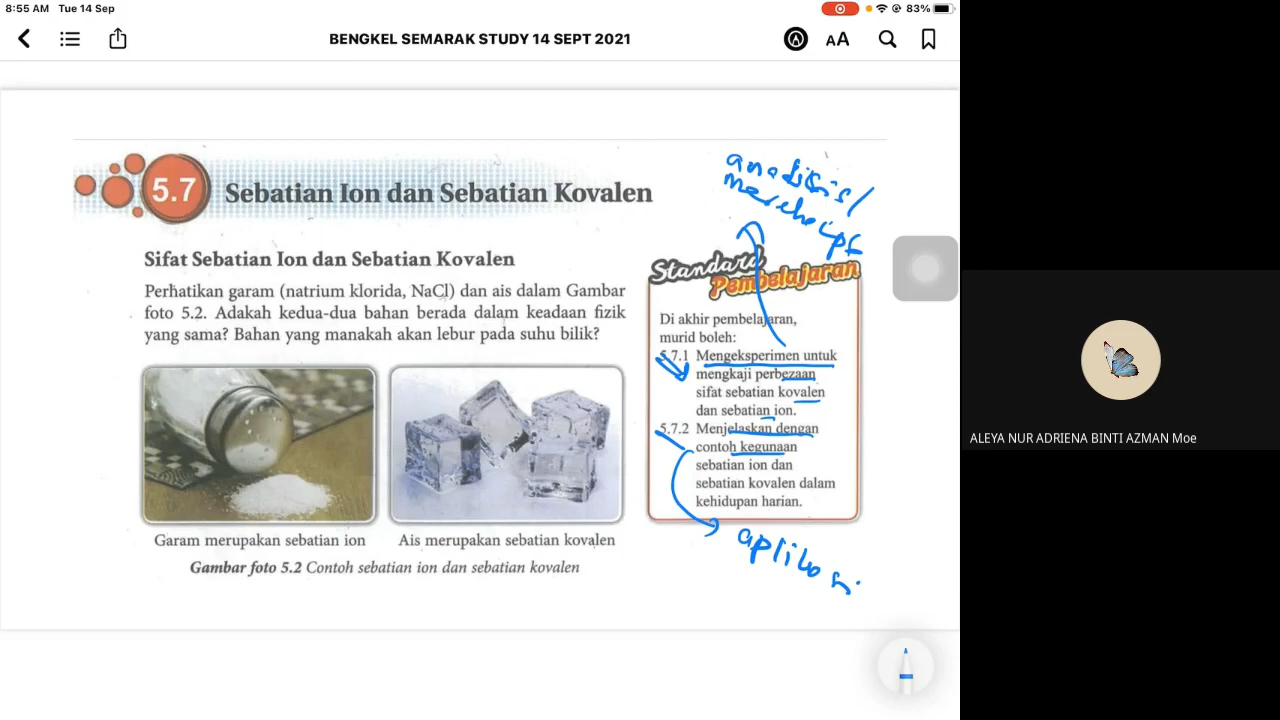 8:55 AM Tue 14 Sep
83%
BENGKEL SEMARAK STUDY 14 SEPT 2021
AA
5.7 Sebatian Ion dan Sebatian Kovalen
analisis/
Sifat Sebatian Ion dan Sebatian Kovalen
Perhatikan garam (natrium klorida, NaCl) dan ais dalam Gambar
foto 5.2. Adakah kedua-dua bahan berada dalam keadaan fizik
yang sama? Bahan yang manakah akan lebur pada suhu bilik?
Garam merupakan sebatian ion
Ais merupakan sebatian kovalen
Gambar foto 5.2 Contoh sebatian ion dan sebatian kovalen
Standard
Pembelajaran
Di akhir pembelajaran,
murid boleh:
5.7.1 Mengeksperimen untuk
mengkaji perbezaan
sifat sebatian kovalen
dan sebatian ion.
5.7.2 Menjelaskan dengan
contoh kegunaan
sebatian ion dan
sebatian kovalen dalam
kehidupan harian.
aplikasi
ALEYA NUR ADRIENA BINTI AZMAN Moe